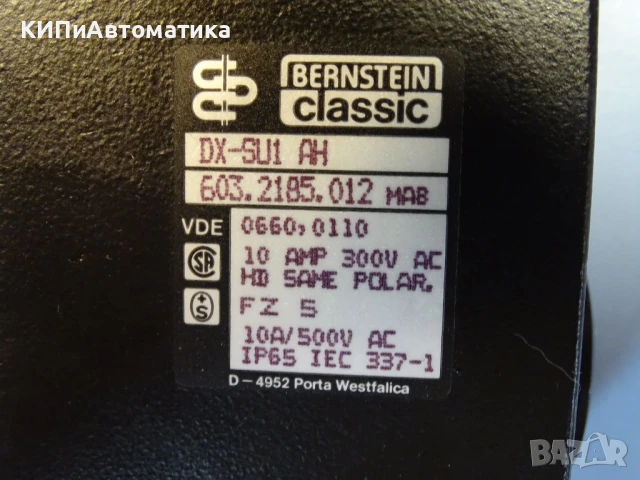 КИПиАвтоматика
BERNSTEIN
classic
DX-SU1 AH
603.2185.012 MAB
VDE 0660,0110
10 AMP 300V AC
HD SAME POLAR.
FZ 5
10A/500V AC
IP65 IEC 337-1
D-4952 Porta Westfalica
BAZAR